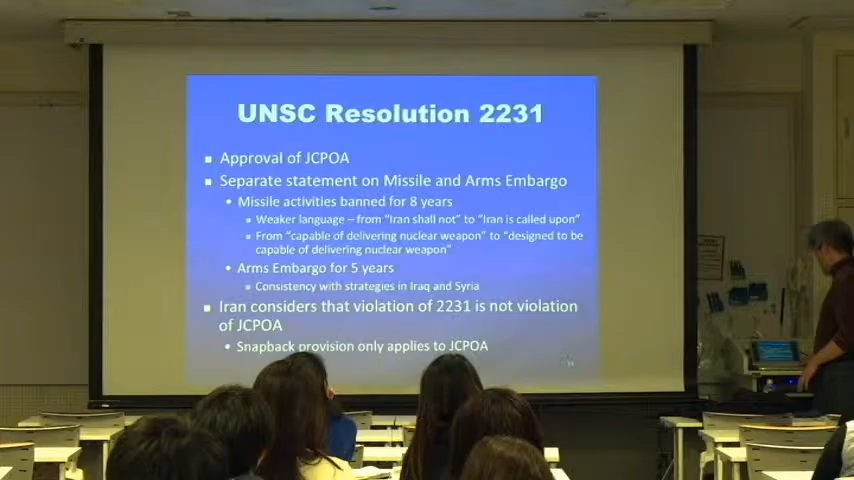 UNSC Resolution 2231
▪ Approval of JCPOA
▪ Separate statement on Missile and Arms Embargo
• Missile activities banned for 8 years
▪ Weaker language – from “Iran shall not” to “Iran is called upon”
▪ From “capable of delivering nuclear weapon” to “designed to be
capable of delivering nuclear weapon”
• Arms Embargo for 5 years
▪ Consistency with strategies in Iraq and Syria
▪ Iran considers that violation of 2231 is not violation
of JCPOA
• Snapback provision only applies to JCPOA